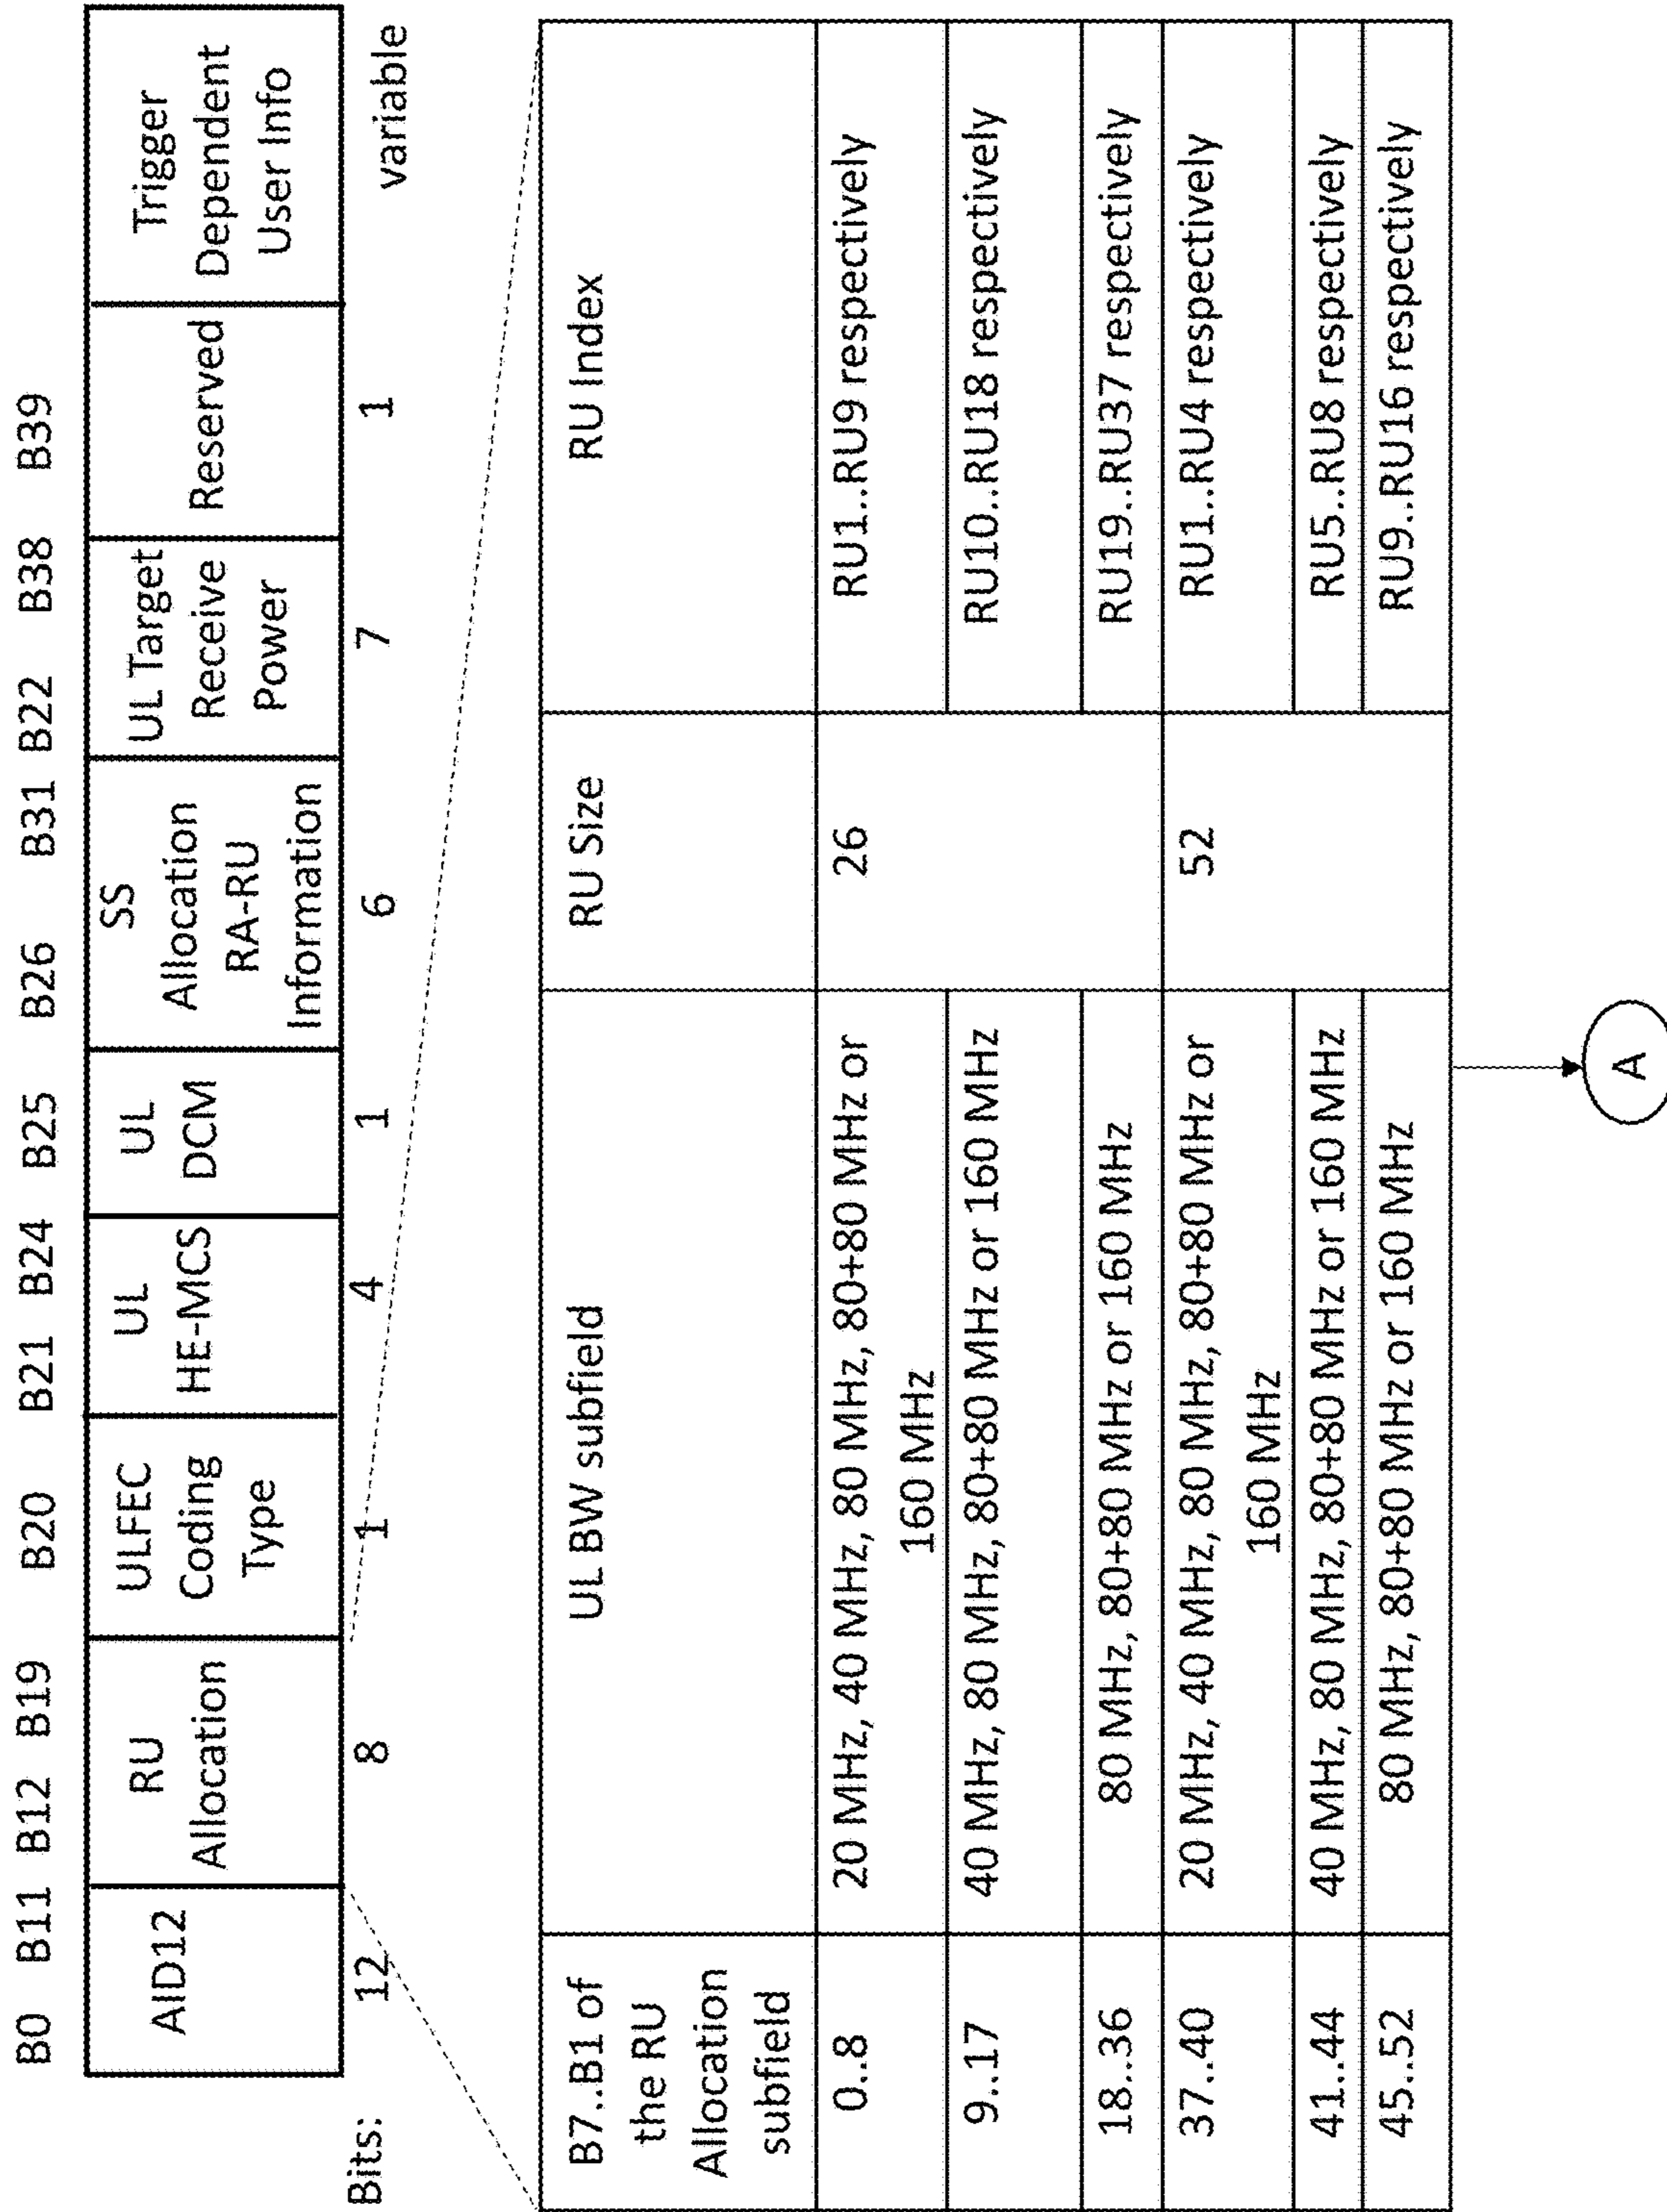 B0 B11 B12 B19 B20 B21 B24 B25 B26 B31 B22 B38 B39
AID12
RU
Allocation
ULFEC
Coding
Type
UL
HE-MCS
UL
DCM
SS
Allocation
RA-RU
Information
UL Target
Receive
Power
Reserved
Trigger
Dependent
User Info
Bits: 12 8 1 4 1 6 7 1 variable
B7..B1 of
the RU
Allocation
subfield
UL BW subfield
RU Size
RU Index
0..8
20 MHz, 40 MHz, 80 MHz, 80+80 MHz or
160 MHz
26
RU1..RU9 respectively
9..17
40 MHz, 80 MHz, 80+80 MHz or 160 MHz
RU10..RU18 respectively
18..36
80 MHz, 80+80 MHz or 160 MHz
RU19..RU37 respectively
37..40
20 MHz, 40 MHz, 80 MHz, 80+80 MHz or
160 MHz
52
RU1..RU4 respectively
41..44
40 MHz, 80 MHz, 80+80 MHz or 160 MHz
RU5..RU8 respectively
45..52
80 MHz, 80+80 MHz or 160 MHz
RU9..RU16 respectively
A